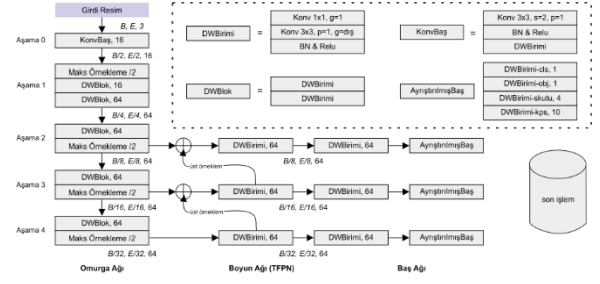 Girdi Resim
B, E, 3
Aşama 0
KonvBaş, 16
B/2, E/2, 16
Aşama 1
Maks Örnekleme /2
DWBlok, 16
DWBlok, 64
B/4, E/4, 64
Aşama 2
DWBlok, 64
Maks Örnekleme /2
B/8, E/8, 64
Aşama 3
DWBlok, 64
Maks Örnekleme /2
B/16, E/16, 64
Aşama 4
DWBlok, 64
Maks Örnekleme /2
B/32, E/32, 64
Omurga Ağı
DWBirimi
=
Konv 1x1, g=1
Konv 3x3, p=1, g=dış
BN & Relu
KonvBaş
=
Konv 3x3, s=2, p=1
BN & Relu
DWBirimi
DWBlok
=
DWBirimi
DWBirimi
AyrıştırılmışBaş
=
DWBirimi-cls, 1
DWBirimi-obj, 1
DWBirimi-skutu, 4
DWBirimi-kps, 10
DWBirimi, 64
DWBirimi, 64
AyrıştırılmışBaş
B/8, E/8, 64
üst örneklem
DWBirimi, 64
DWBirimi, 64
AyrıştırılmışBaş
B/16, E/16, 64
üst örneklem
DWBirimi, 64
DWBirimi, 64
AyrıştırılmışBaş
B/32, E/32, 64
Boyun Ağı (TFPN)
Baş Ağı
son işlem